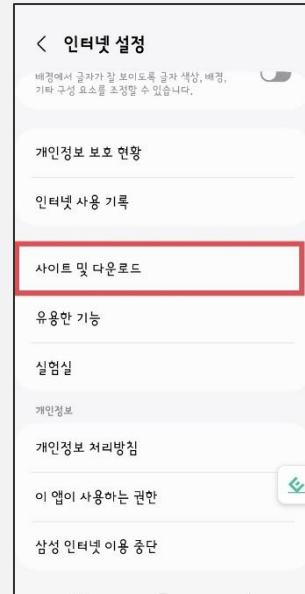 인터넷 설정
배경에서 글자가 잘 보이도록 글자 색상, 배경,
기타 구성 요소를 조정할 수 있습니다.
개인정보 보호 현황
인터넷 사용 기록
사이트 및 다운로드
유용한 기능
실험실
개인정보
개인정보 처리방침
이 앱이 사용하는 권한
삼성 인터넷 이용 중단